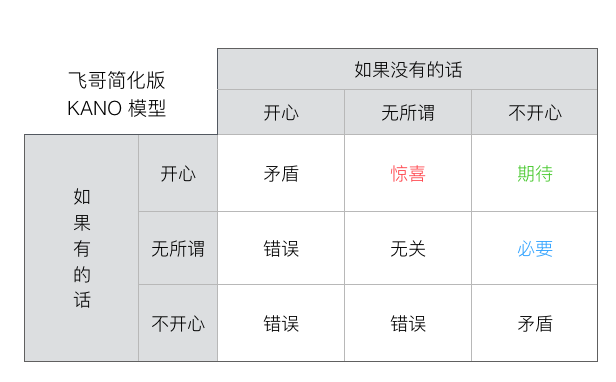 飞哥简化版
KANO 模型
如果没有的话
开心 无所谓 不开心
如果有的话
开心 矛盾 惊喜 期待
无所谓 错误 无关 必要
不开心 错误 错误 矛盾